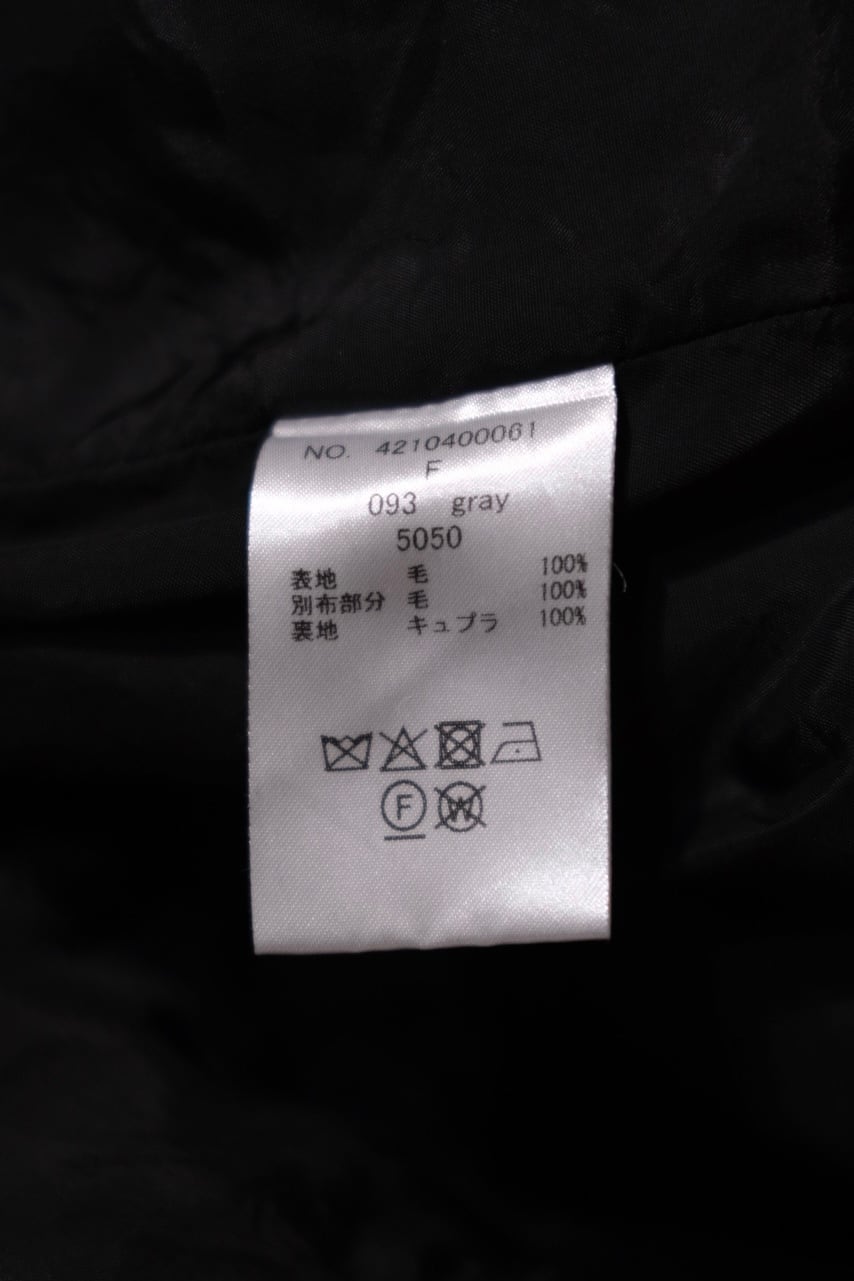 NO. 4210400061
F
093 gray
5050
表地 毛 100%
別布部分 毛 100%
裏地 キュプラ 100%
F W